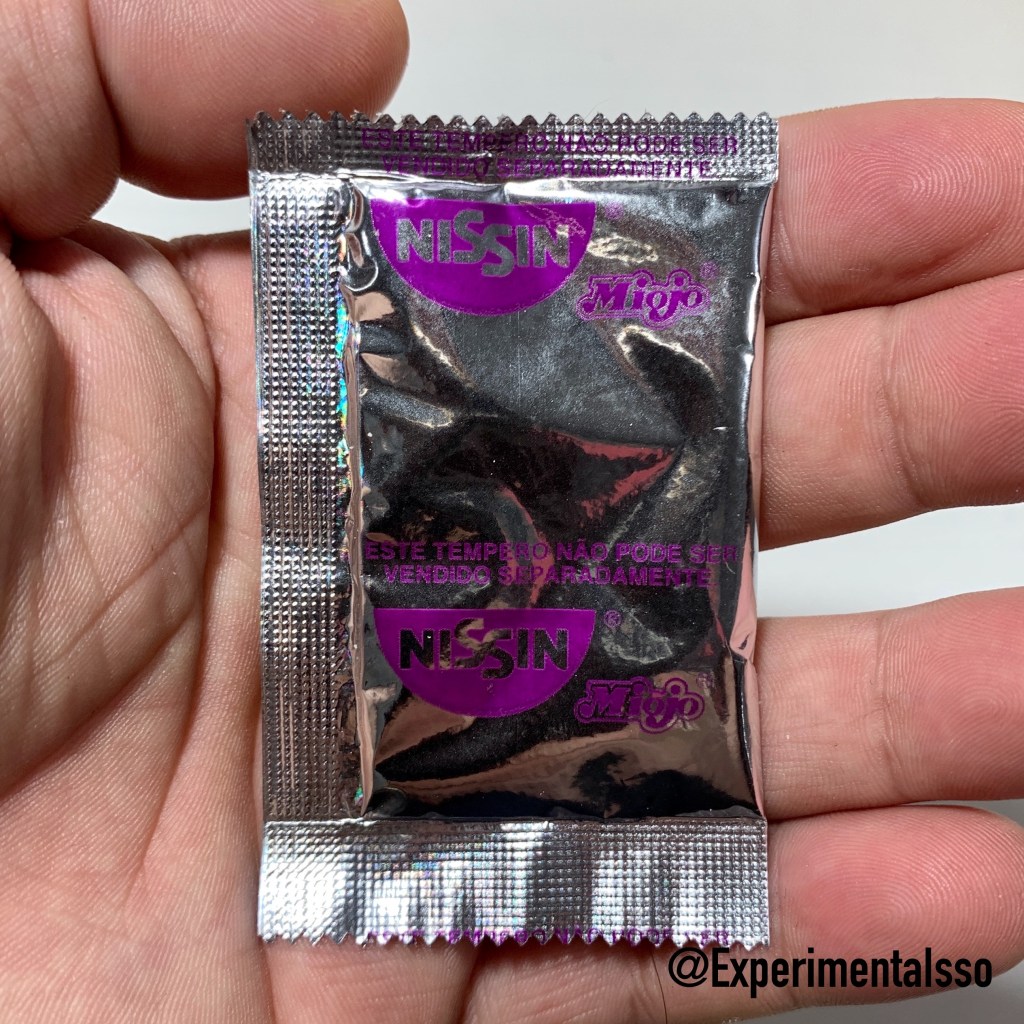 ESTE TEMPERO NÃO PODE SER
VENDIDO SEPARADAMENTE
NISSIN ®
Miojo ®
ESTE TEMPERO NÃO PODE SER
VENDIDO SEPARADAMENTE
NISSIN ®
Miojo
@Experimentalsso